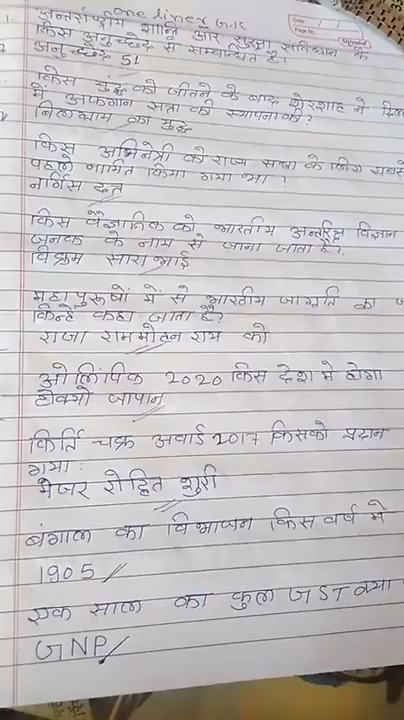 one liner
अन्तर्राष्ट्रीय शान्ति और सुरक्षा संविधान के
किस अनुच्छेद से सम्बन्धित है?
अनुच्छेद 51
किस युद्ध को जीतने के बाद शेरशाह ने
में अफगान सत्ता की स्थापना की?
बिलग्राम का युद्ध
किस अभिनेत्री को राज्य सभा के लिए सबसे
पहले नामित किया गया था?
नर्गिस दत्त
किस वैज्ञानिक को भारतीय अन्तरिक्ष विज्ञान
जनक के नाम से जाना जाता है?
विक्रम साराभाई
महापुरूषों में से भारतीय जागृति का
किन्हें कहा जाता है?
राजा राममोहन राय को
ओलिंपिक 2020 किस देश मे होगा
टोक्यो जापान
किर्ति चक्र अवार्ड 2017 किसको प्रदान
गया:
मेजर रोहित शुरी
बंगाल का विभाजन किस वर्ष मे
1905
एक साल का कुल GST क्या
GNP